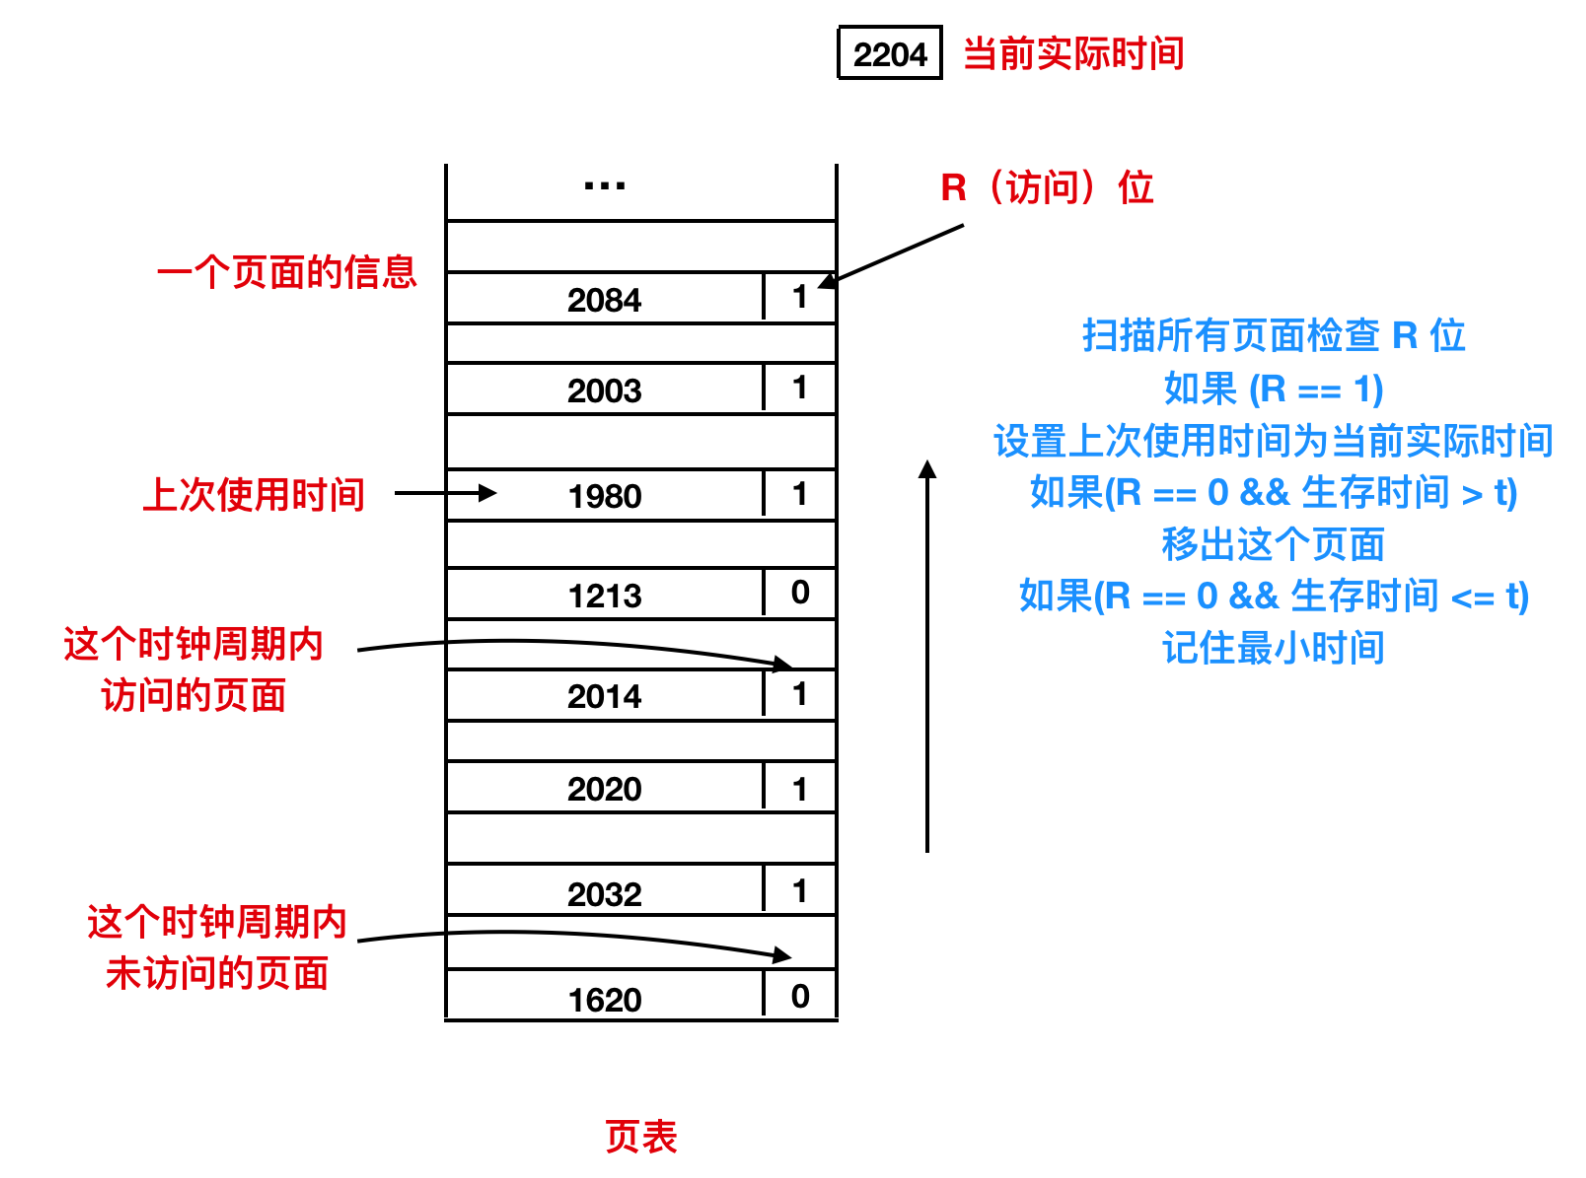 2204 当前实际时间
...
R（访问）位
一个页面的信息
2084 1
2003 1
上次使用时间
1980 1
1213 0
这个时钟周期内
访问的页面
2014 1
2020 1
2032 1
这个时钟周期内
未访问的页面
1620 0
扫描所有页面检查 R 位
如果 (R == 1)
设置上次使用时间为当前实际时间
如果(R == 0 && 生存时间 > t)
移出这个页面
如果(R == 0 && 生存时间 <= t)
记住最小时间
页表